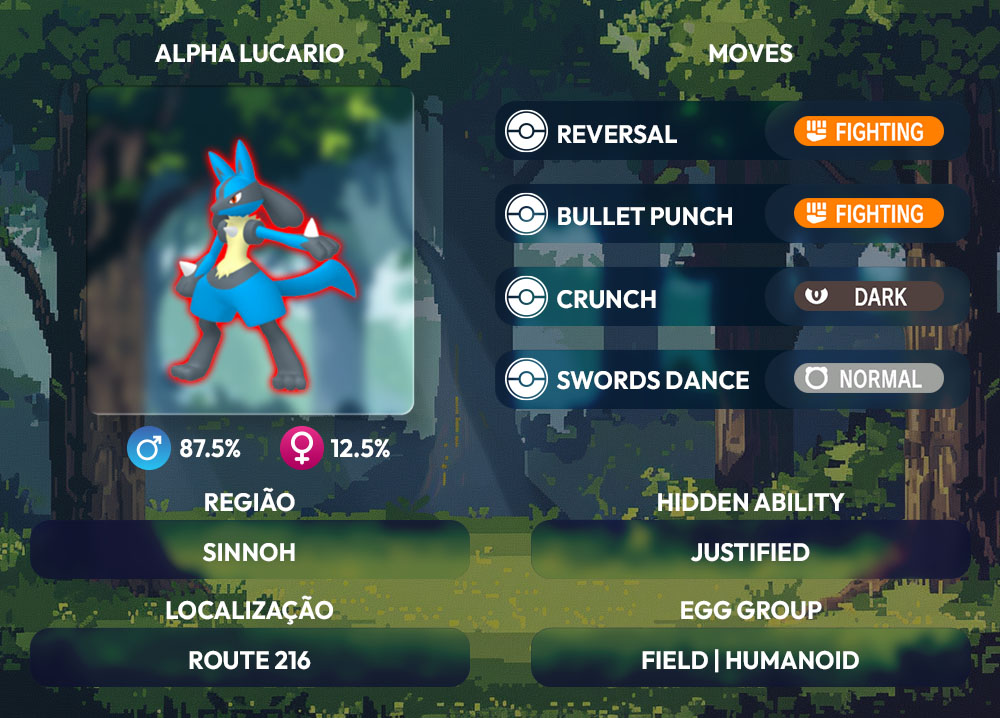 ALPHA LUCARIO
♂ 87.5% ♀ 12.5%
MOVES
REVERSAL FIGHTING
BULLET PUNCH FIGHTING
CRUNCH DARK
SWORDS DANCE NORMAL
REGIÃO
SINNOH
LOCALIZAÇÃO
ROUTE 216
HIDDEN ABILITY
JUSTIFIED
EGG GROUP
FIELD | HUMANOID